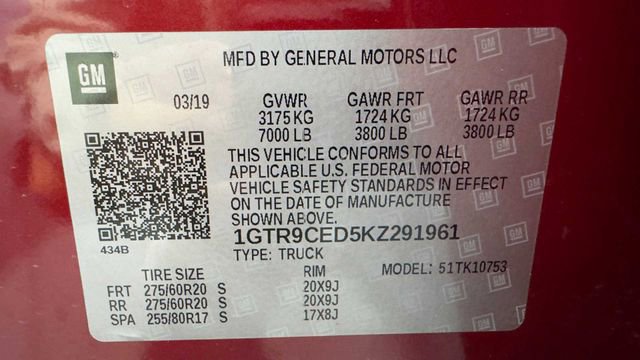 GM
MFD BY GENERAL MOTORS LLC
03/19 GVWR GAWR FRT GAWR RR
3175 KG 1724 KG 1724 KG
7000 LB 3800 LB 3800 LB
THIS VEHICLE CONFORMS TO ALL
APPLICABLE U.S. FEDERAL MOTOR
VEHICLE SAFETY STANDARDS IN EFFECT
ON THE DATE OF MANUFACTURE
SHOWN ABOVE.
434B
1GTR9CED5KZ291961
TYPE: TRUCK MODEL: 51TK10753
TIRE SIZE RIM
FRT 275/60R20 S 20X9J
RR 275/60R20 S 20X9J
SPA 255/80R17 S 17X8J